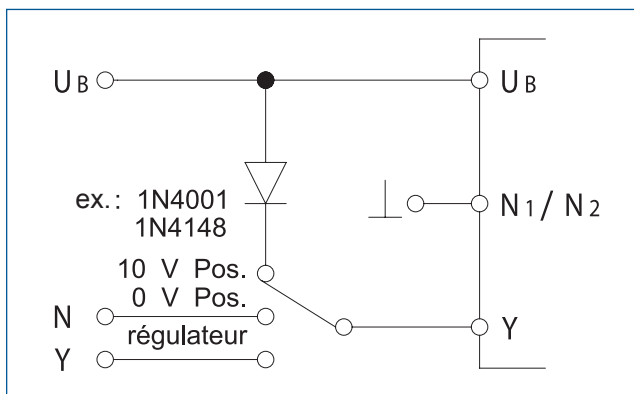 UB UB
ex.: 1N4001
1N4148
N1 / N2
10 V Pos.
0 V Pos.
N
régulateur
Y Y